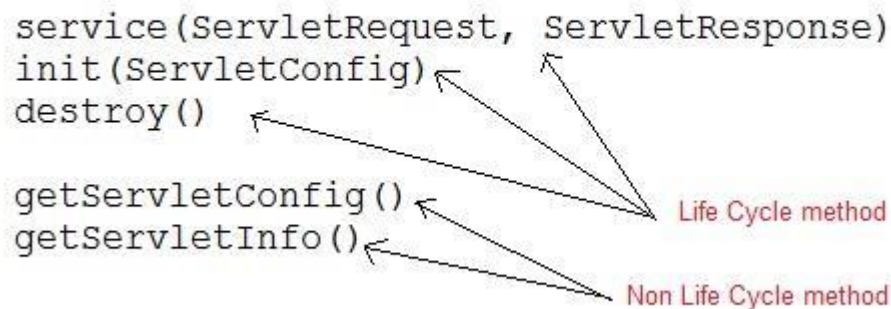 service(ServletRequest, ServletResponse)
init(ServletConfig)
destroy()
getServletConfig()
getServletInfo()
Life Cycle method
Non Life Cycle method